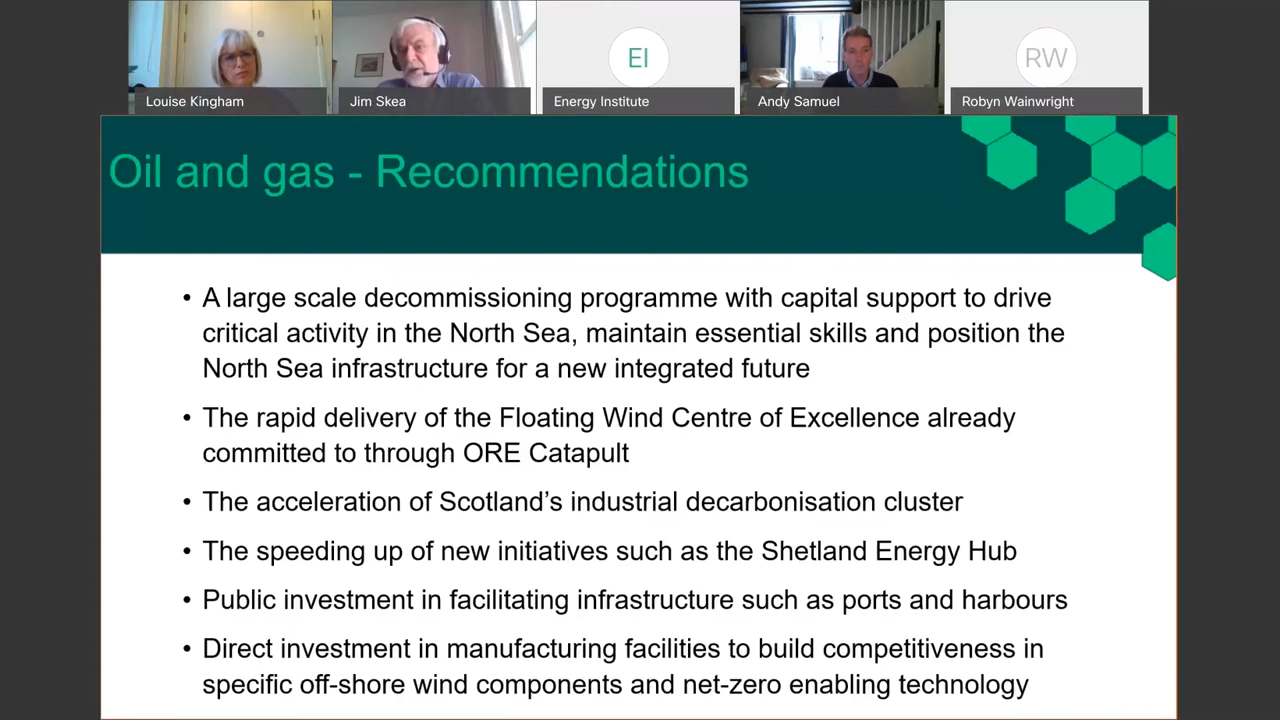 EI
RW
Louise Kingham
Jim Skea
Energy Institute
Andy Samuel
Robyn Wainwright
Oil and gas - Recommendations
• A large scale decommissioning programme with capital support to drive
critical activity in the North Sea, maintain essential skills and position the
North Sea infrastructure for a new integrated future
• The rapid delivery of the Floating Wind Centre of Excellence already
committed to through ORE Catapult
• The acceleration of Scotland’s industrial decarbonisation cluster
• The speeding up of new initiatives such as the Shetland Energy Hub
• Public investment in facilitating infrastructure such as ports and harbours
• Direct investment in manufacturing facilities to build competitiveness in
specific off-shore wind components and net-zero enabling technology